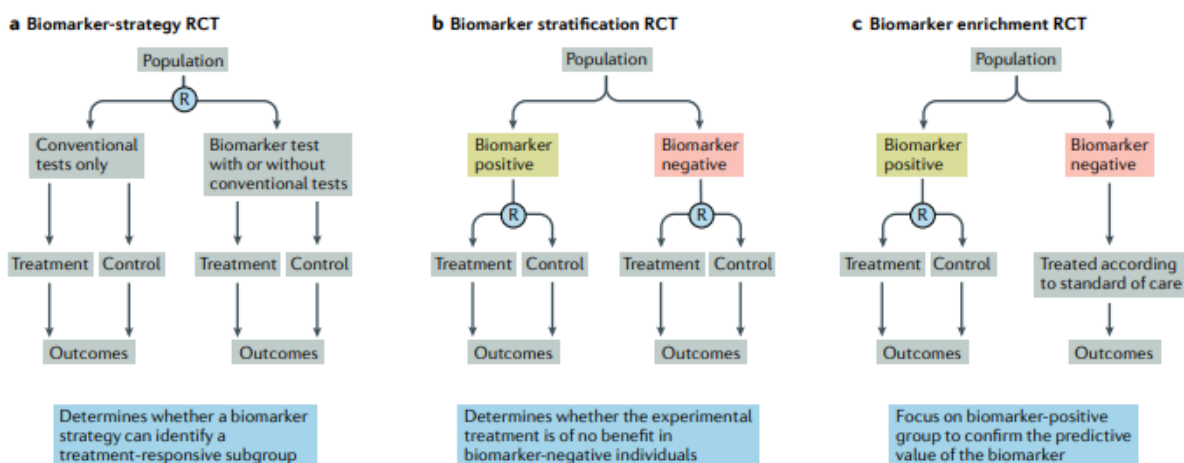 a Biomarker-strategy RCT
Population
R
Conventional
tests only
Biomarker test
with or without
conventional tests
Treatment
Control
Treatment
Control
Outcomes
Outcomes
Determines whether a biomarker
strategy can identify a
treatment-responsive subgroup
b Biomarker stratification RCT
Population
Biomarker
positive
Biomarker
negative
R
R
Treatment
Control
Treatment
Control
Outcomes
Outcomes
Determines whether the experimental
treatment is of no benefit in
biomarker-negative individuals
c Biomarker enrichment RCT
Population
Biomarker
positive
Biomarker
negative
R
Treatment
Control
Treated according
to standard of care
Outcomes
Outcomes
Focus on biomarker-positive
group to confirm the predictive
value of the biomarker